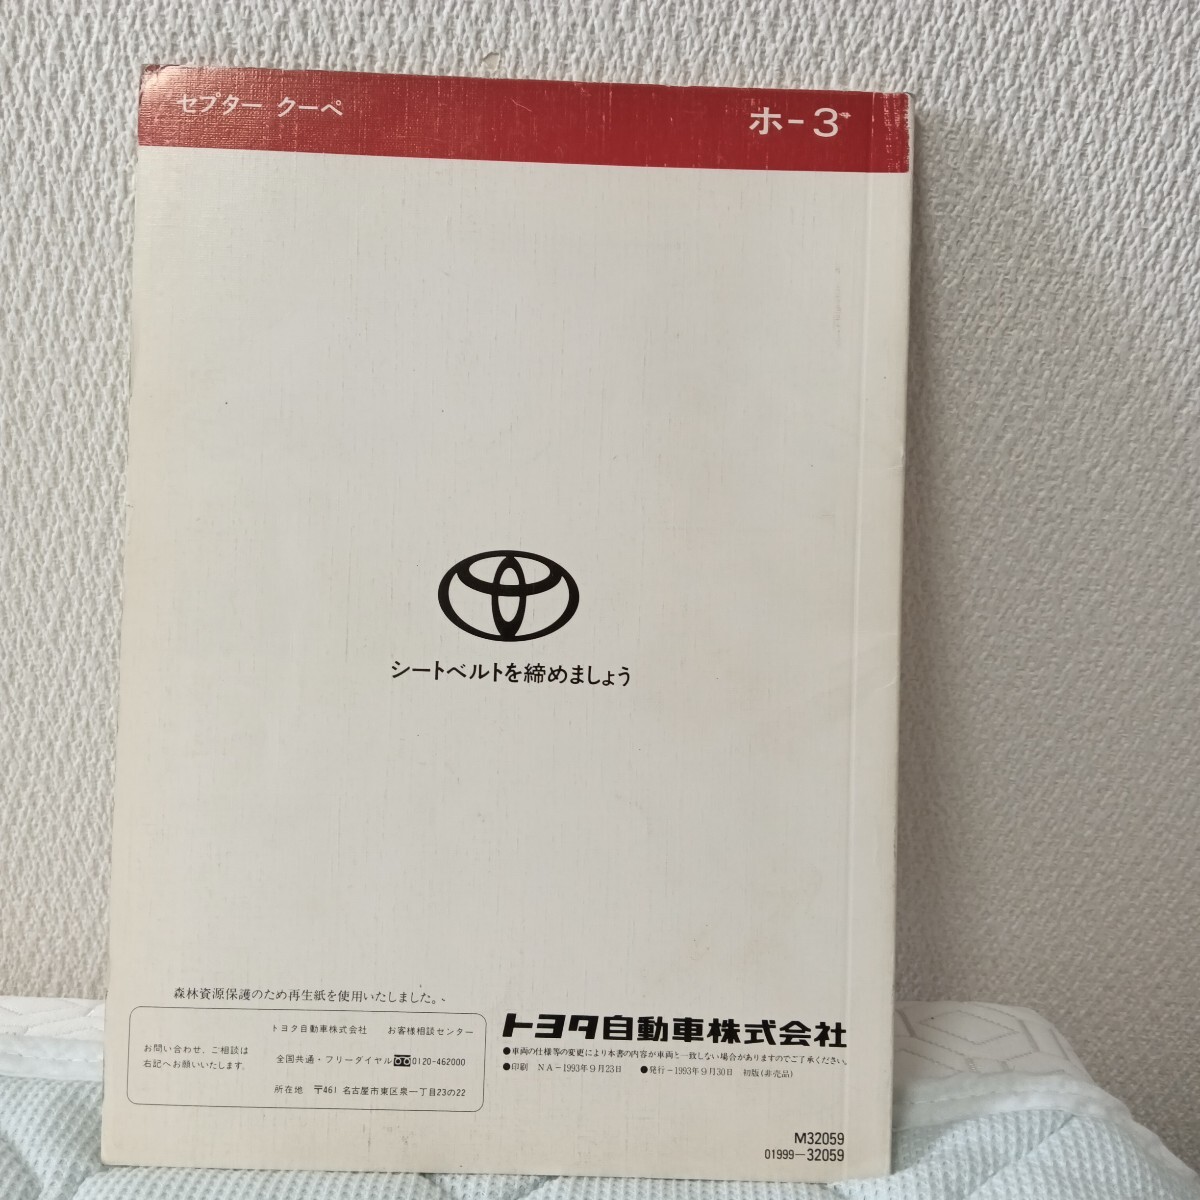 セプター クーペ
ホ-3
シートベルトを締めましょう
森林資源保護のため再生紙を使用いたしました。
お問い合わせ、ご相談は
右記へお願いいたします。
トヨタ自動車株式会社 お客様相談センター
全国共通・フリーダイヤル 0120-462000
所在地 〒461 名古屋市東区泉一丁目23の22
トヨタ自動車株式会社
●車両の仕様等の変更により本書の内容が車両と一致しない場合がありますのでご了承ください。
●印刷 NA-1993年9月23日 ●発行-1993年9月30日 初版(非売品)
M32059
01999-32059